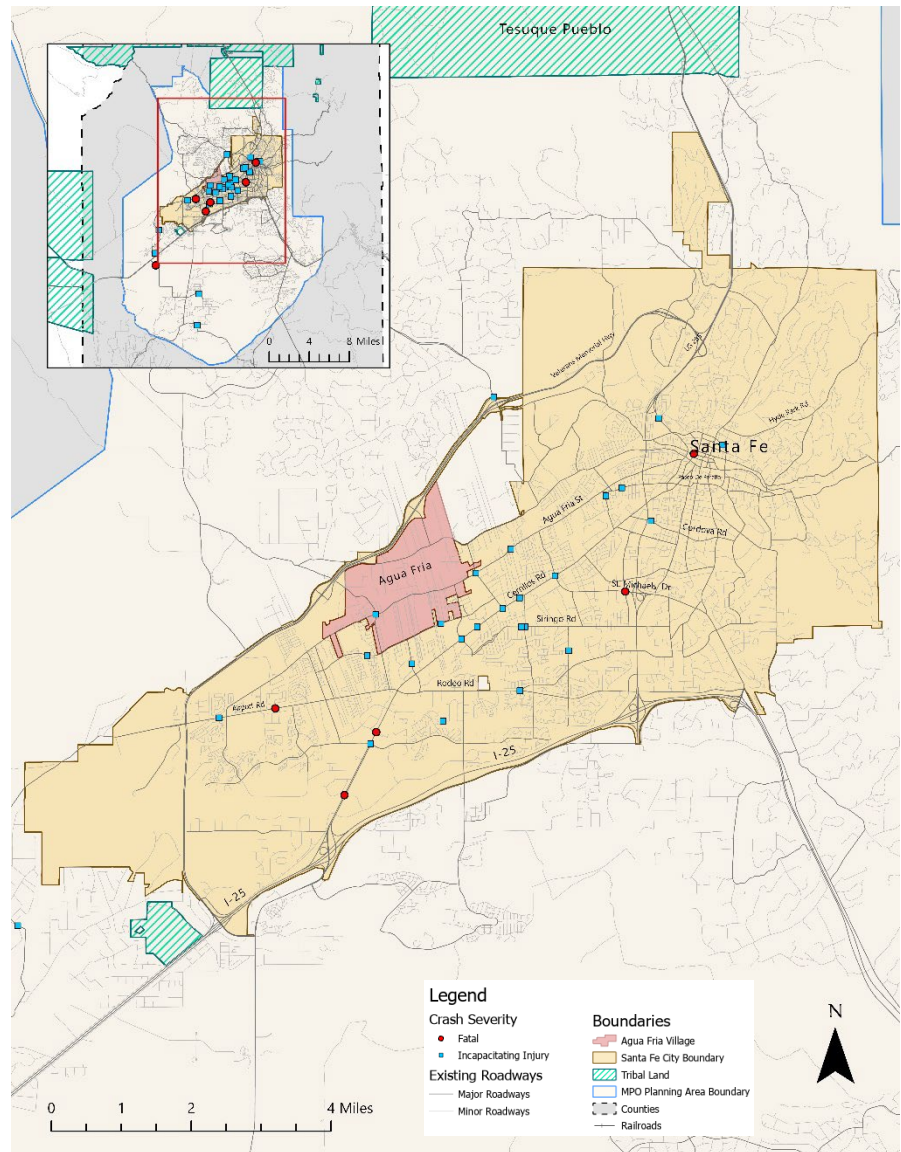 Tesuque Pueblo
0 4 8 Miles
Veterans Memorial Hwy
Hyde Park Rd
Santa Fe
Agua Fria St
Cordova Rd
Agua Fria
Cerrillos Rd
St. Michaels Dr
Siringo Rd
Rodeo Rd
Airport Rd
I-25
I-25
Legend
Crash Severity
Fatal
Incapacitating Injury
Existing Roadways
Major Roadways
Minor Roadways
Boundaries
Agua Fria Village
Santa Fe City Boundary
Tribal Land
MPO Planning Area Boundary
Counties
Railroads
N
0 1 2 4 Miles